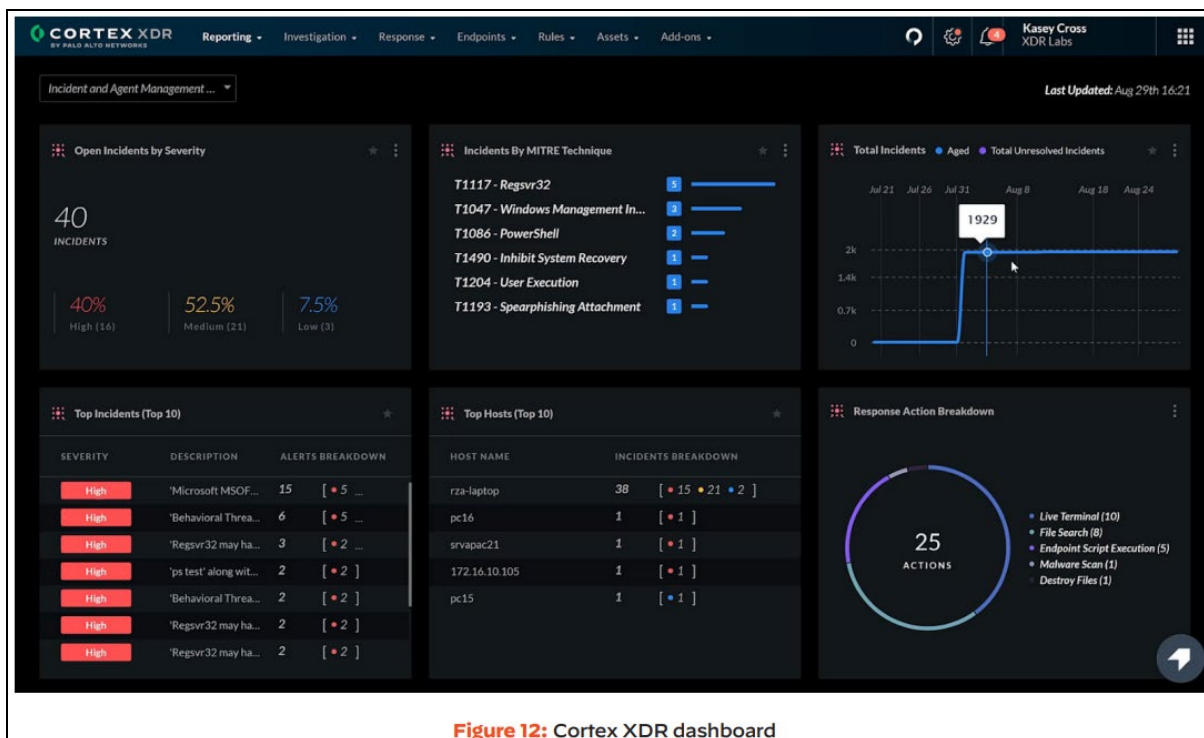 CORTEX XDR
BY PALO ALTO NETWORKS
Reporting
Investigation
Response
Endpoints
Rules
Assets
Add-ons
4
Kasey Cross
XDR Labs
Incident and Agent Management ...
Last Updated: Aug 29th 16:21
Open Incidents by Severity
40
INCIDENTS
40%
High (16)
52.5%
Medium (21)
7.5%
Low (3)
Incidents By MITRE Technique
T1117 - Regsvr32 5
T1047 - Windows Management In... 3
T1086 - PowerShell 2
T1490 - Inhibit System Recovery 1
T1204 - User Execution 1
T1193 - Spearphishing Attachment 1
Total Incidents Aged Total Unresolved Incidents
Jul 21 Jul 26 Jul 31 Aug 8 Aug 18 Aug 24
1929
2k
1.4k
0.7k
0
Top Incidents (Top 10)
SEVERITY DESCRIPTION ALERTS BREAKDOWN
High 'Microsoft MSOF... 15 [ • 5 ...
High 'Behavioral Threa... 6 [ • 5 ...
High 'Regsvr32 may ha... 3 [ • 2 ...
High 'ps test' along wit... 2 [ • 2 ]
High 'Behavioral Threa... 2 [ • 2 ]
High 'Regsvr32 may ha... 2 [ • 2 ]
High 'Regsvr32 may ha... 2 [ • 2 ]
Top Hosts (Top 10)
HOST NAME INCIDENTS BREAKDOWN
rza-laptop 38 [ • 15 • 21 • 2 ]
pc16 1 [ • 1 ]
srvapac21 1 [ • 1 ]
172.16.10.105 1 [ • 1 ]
pc15 1 [ • 1 ]
Response Action Breakdown
25
ACTIONS
Live Terminal (10)
File Search (8)
Endpoint Script Execution (5)
Malware Scan (1)
Destroy Files (1)
Figure 12: Cortex XDR dashboard